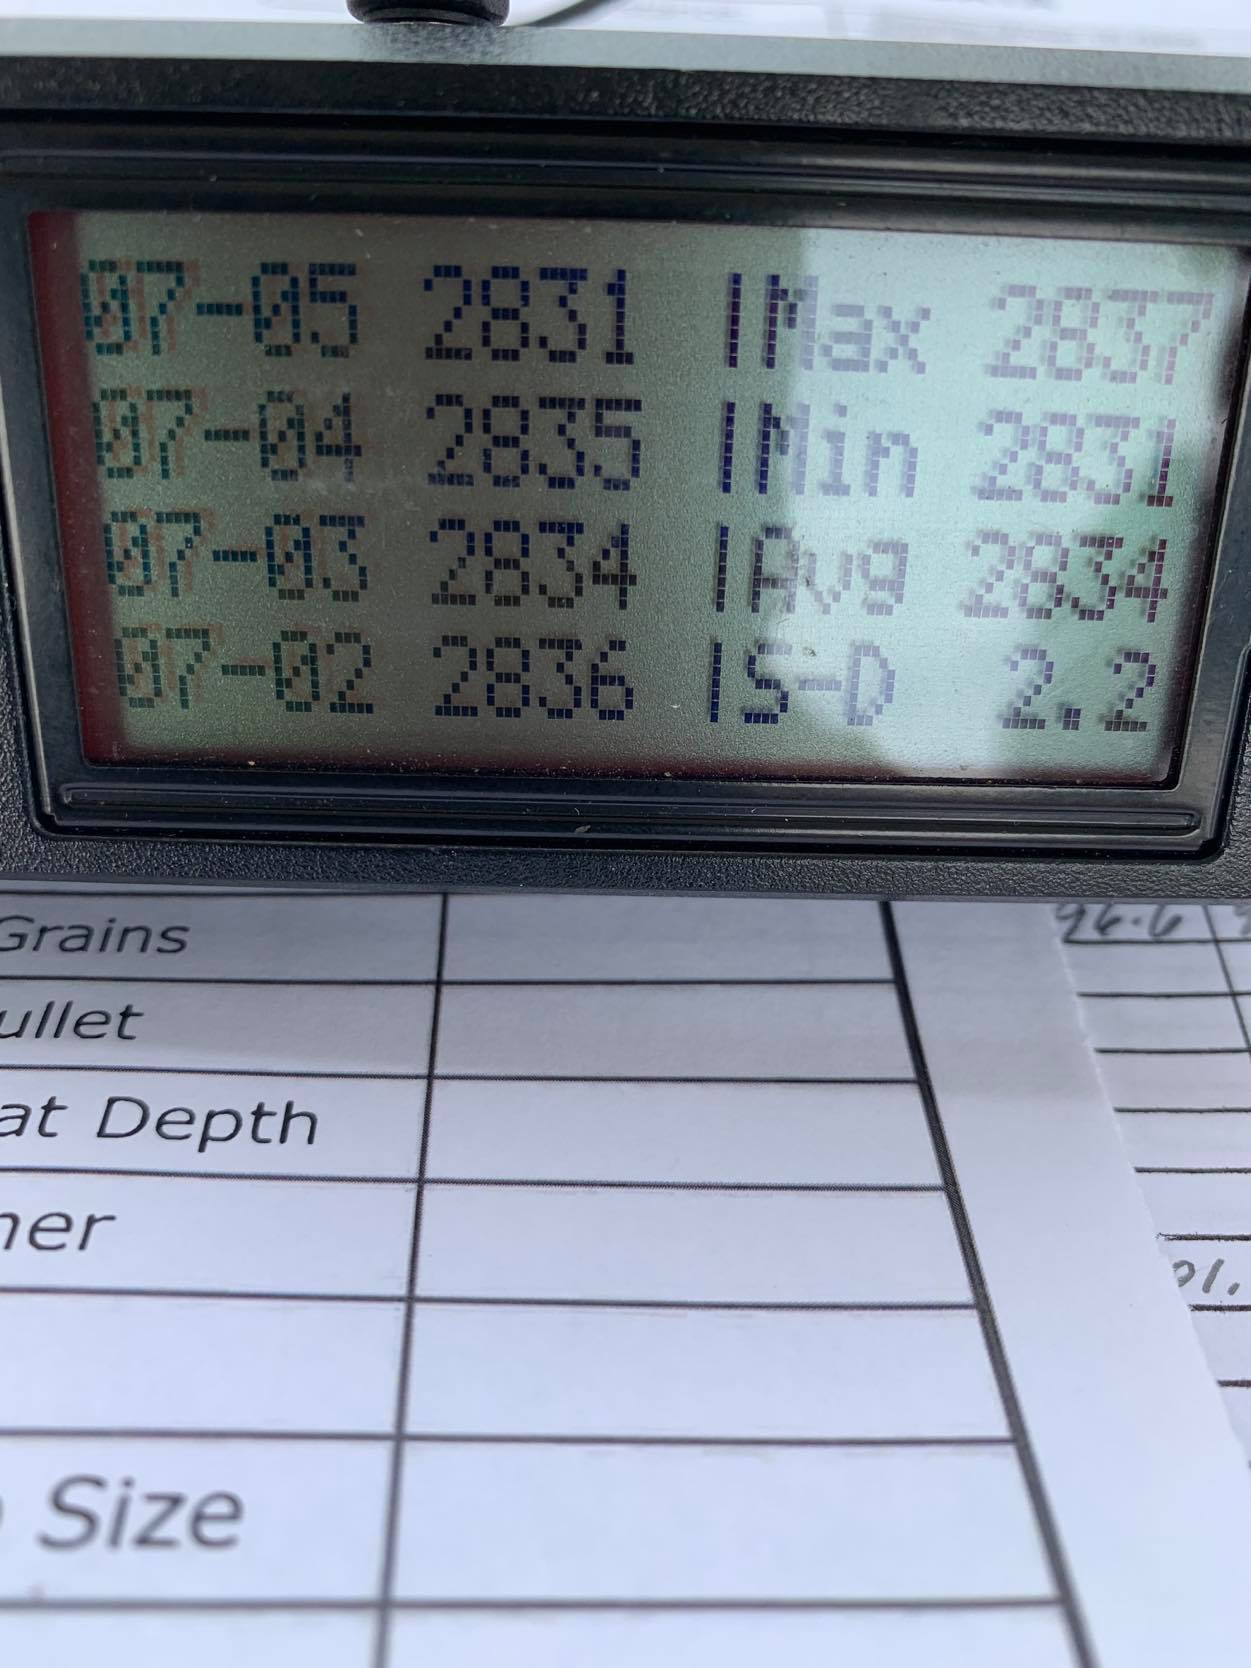 07-05 2831 |Max 2837
07-04 2835 |Min 2831
07-03 2834 |Avg 2834
07-02 2836 |S-D 2.2
Grains
96.6
ullet
at Depth
ner
01.
Size